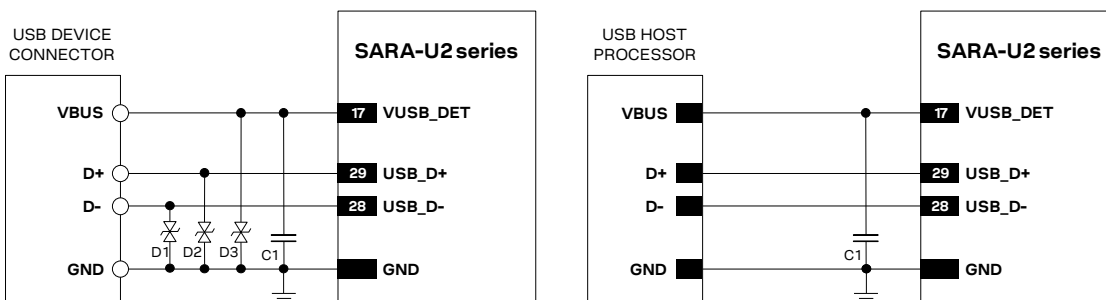 USB DEVICE
CONNECTOR
SARA-U2 series
VBUS
17 VUSB_DET
D+
29 USB_D+
D-
28 USB_D-
D1 D2 D3 C1
GND
GND
USB HOST
PROCESSOR
SARA-U2 series
VBUS
17 VUSB_DET
D+
29 USB_D+
D-
28 USB_D-
C1
GND
GND